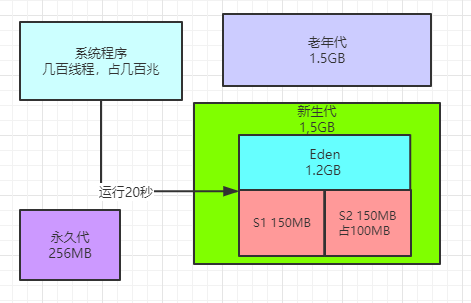 系统程序
几百线程，占几百兆
老年代
1.5GB
新生代
1,5GB
Eden
1.2GB
运行20秒
S1 150MB
S2 150MB
占100MB
永久代
256MB